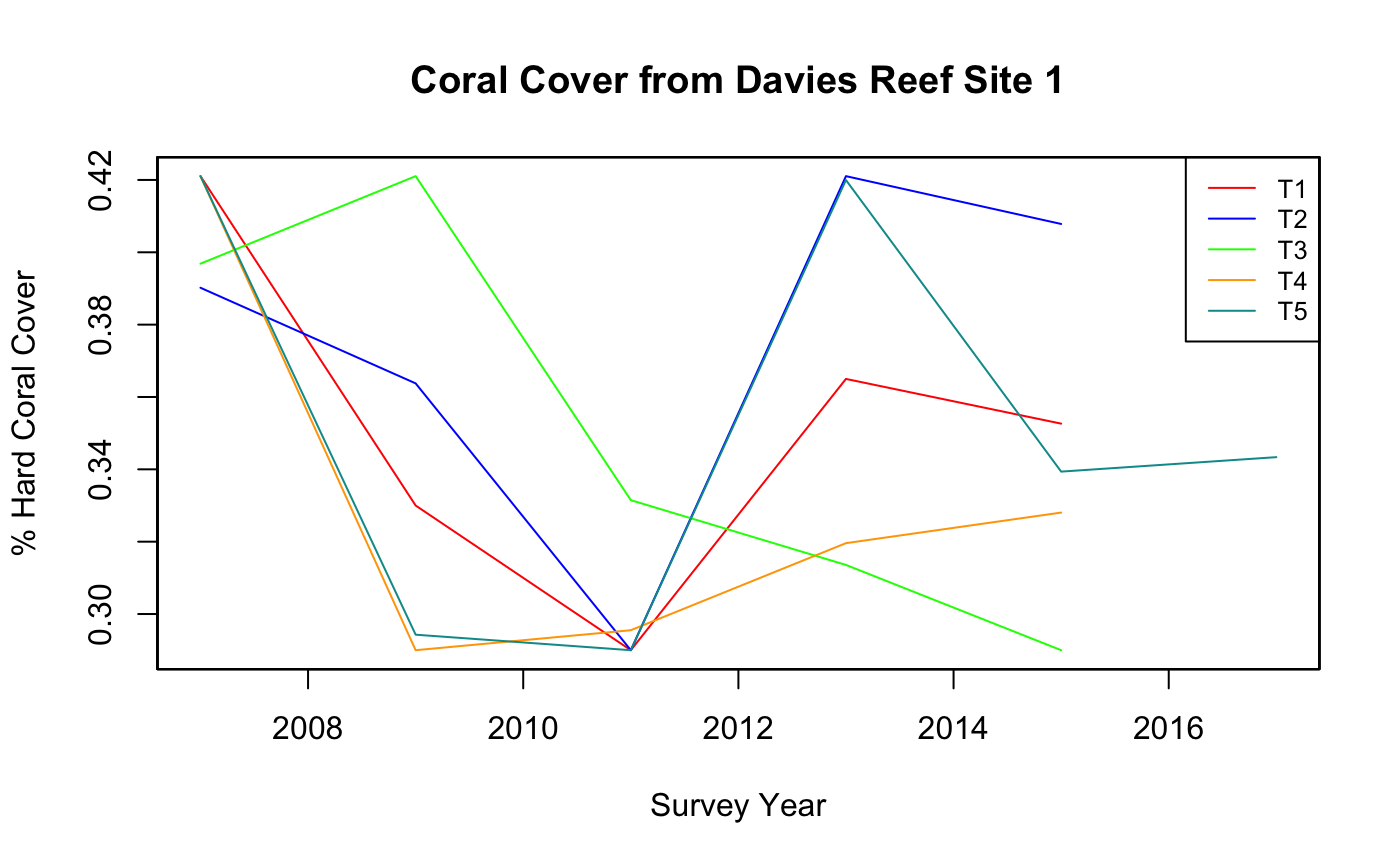 Coral Cover from Davies Reef Site 1
% Hard Coral Cover
0.42
0.38
0.34
0.30
T1
T2
T3
T4
T5
2008 2010 2012 2014 2016
Survey Year